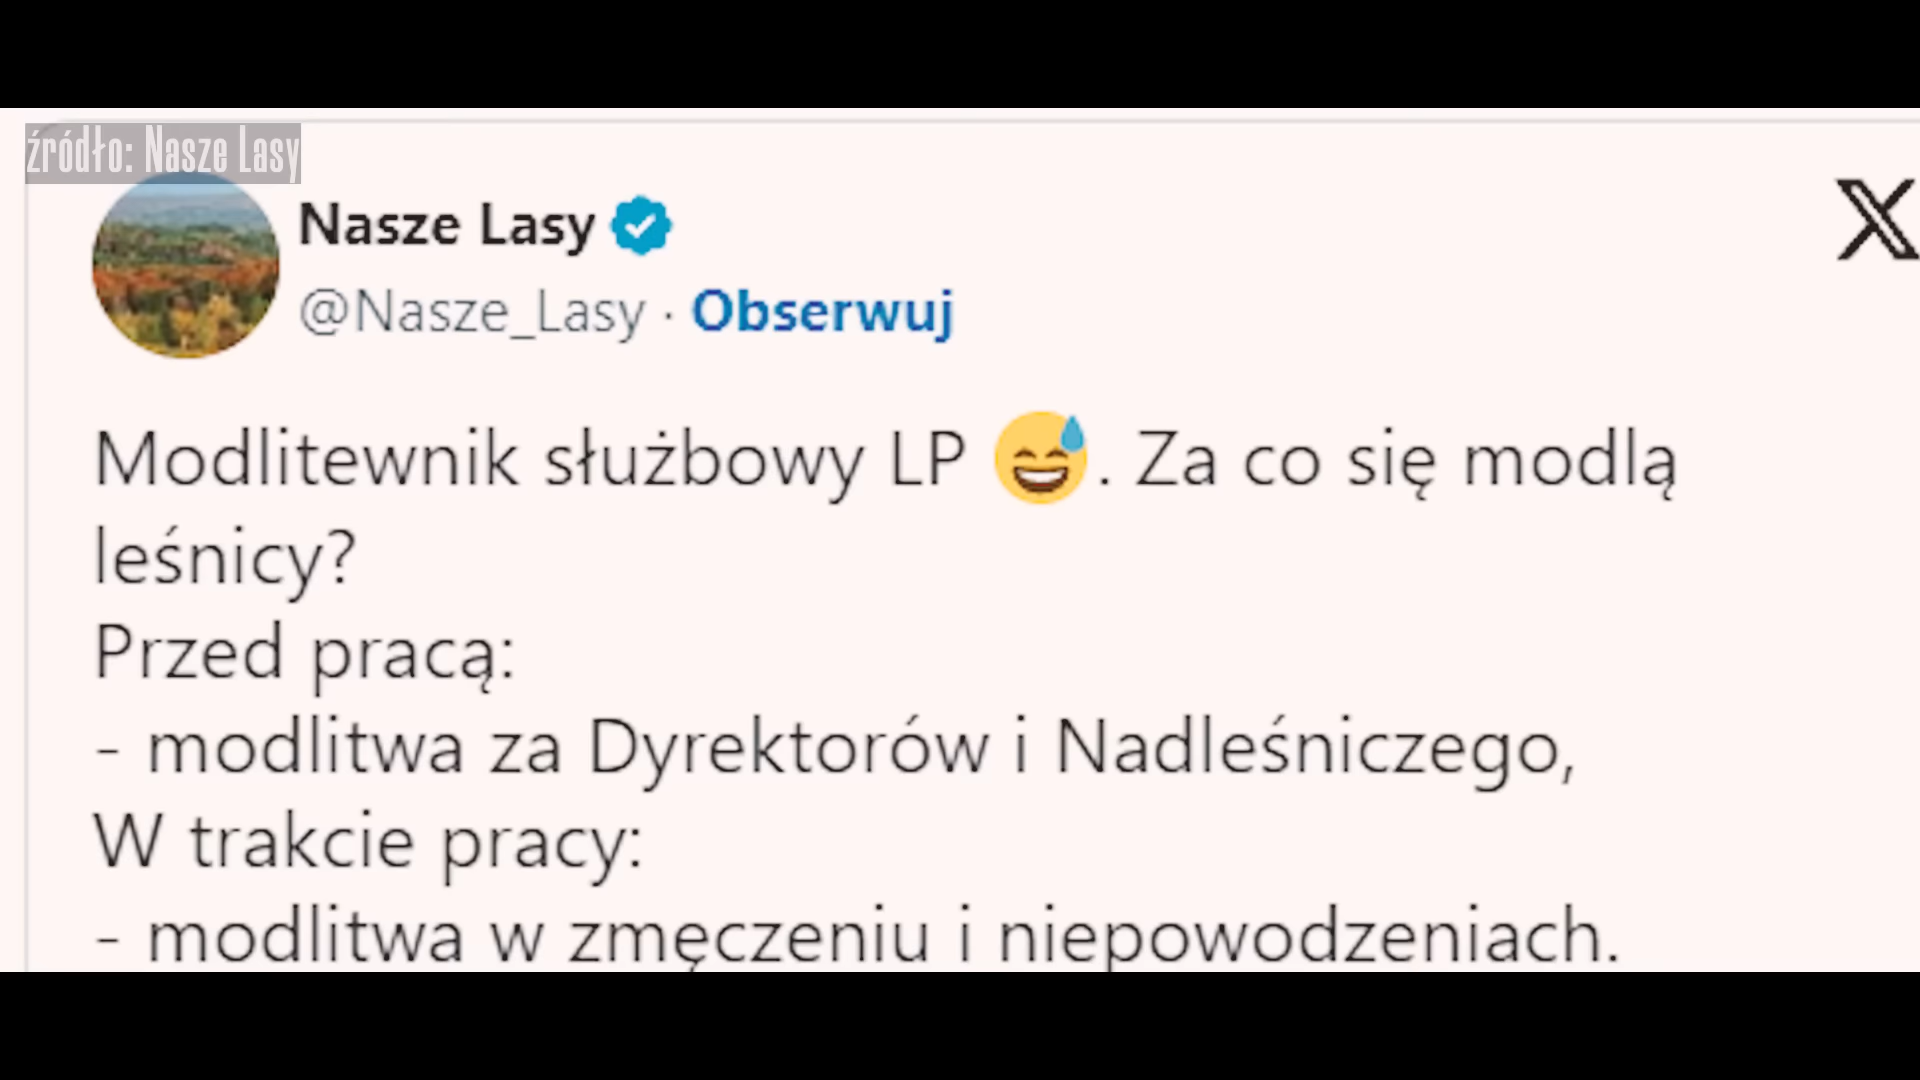 źródło: Nasze Lasy
Nasze Lasy
@Nasze_Lasy · Obserwuj
Modlitewnik służbowy LP 😅. Za co się modlą
leśnicy?
Przed pracą:
- modlitwa za Dyrektorów i Nadleśniczego,
W trakcie pracy:
- modlitwa w zmęczeniu i niepowodzeniach.